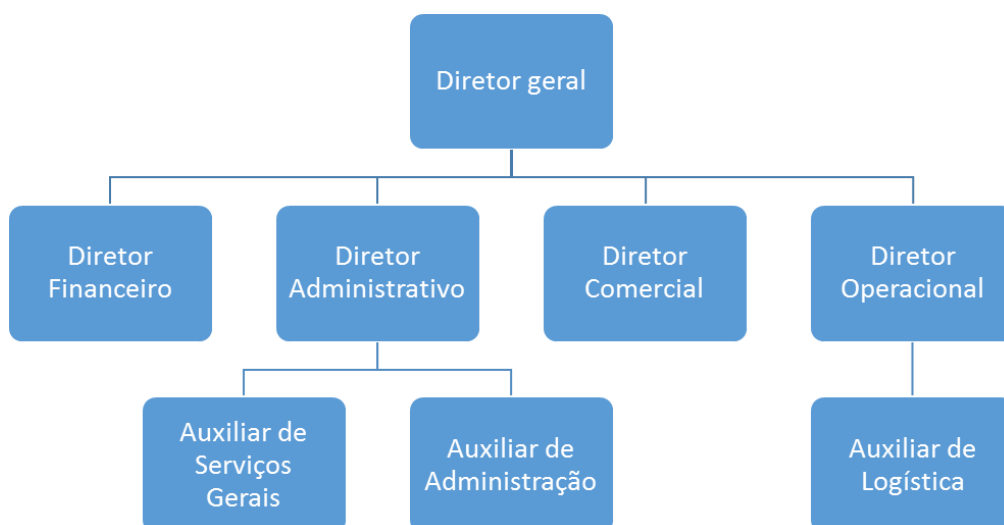 Diretor geral
Diretor
Financeiro
Diretor
Administrativo
Diretor
Comercial
Diretor
Operacional
Auxiliar de
Serviços
Gerais
Auxiliar de
Administração
Auxiliar de
Logística